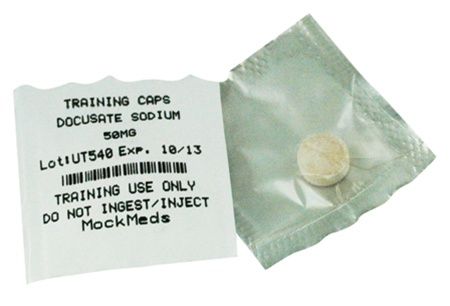 TRAINING CAPS
DOCUSATE SODIUM
50MG
Lot:UT540 Exp. 10/13
TRAINING USE ONLY
DO NOT INGEST/INJECT
MockMeds